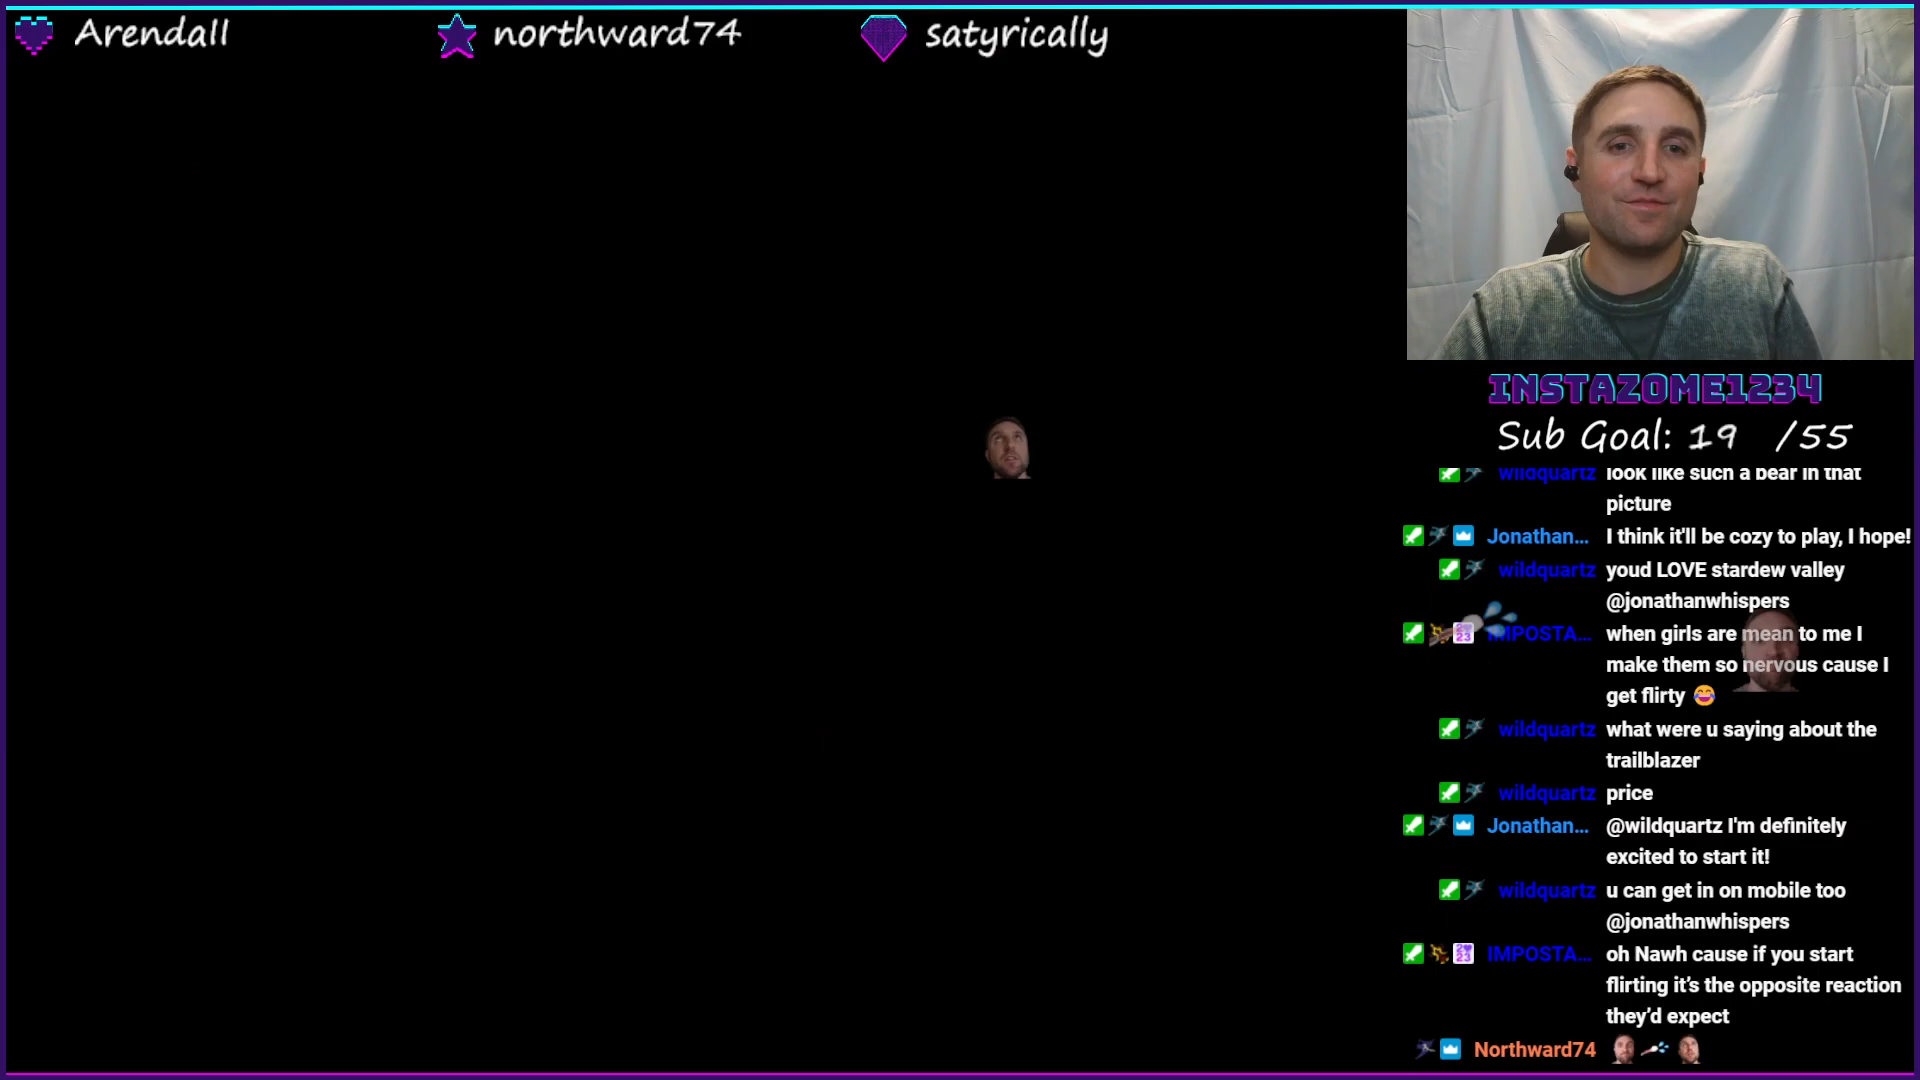 Arendall
northward74
satyrically
INSTAZOME1234
Sub Goal: 19 /55
wildquartz look like such a bear in that
picture
Jonathan... I think it'll be cozy to play, I hope!
wildquartz youd LOVE stardew valley
@jonathanwhispers
IMPOSTA... when girls are mean to me I
make them so nervous cause I
get flirty 😂
wildquartz what were u saying about the
trailblazer
wildquartz price
Jonathan... @wildquartz I'm definitely
excited to start it!
wildquartz u can get in on mobile too
@jonathanwhispers
IMPOSTA... oh Nawh cause if you start
flirting it’s the opposite reaction
they’d expect
Northward74